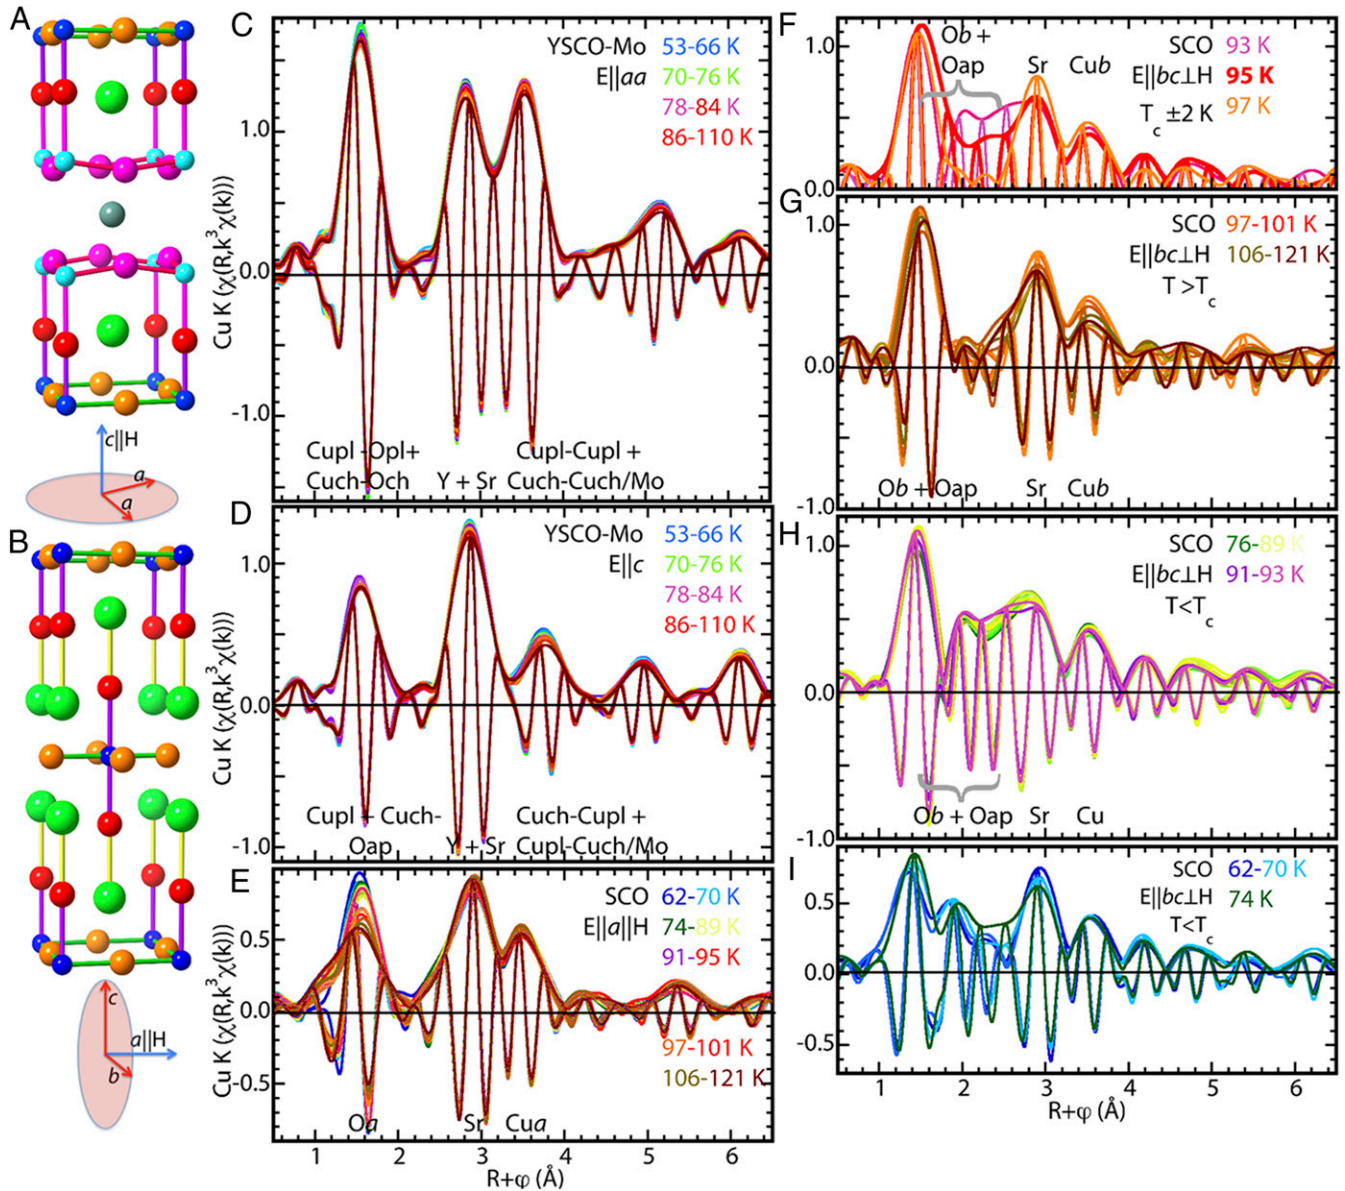 A
c||H
a
a
B
c
a||H
b
C
YSCO-Mo 53-66 K
E||aa 70-76 K
78-84 K
86-110 K
1.0
0.0
-1.0
Cu K (χ(R,k³χ(k)))
Cupl -Opl+
Cuch-Och
Y + Sr
Cupl-Cupl +
Cuch-Cuch/Mo
D
YSCO-Mo 53-66 K
E||c 70-76 K
78-84 K
86-110 K
1.0
0.0
-1.0
Cu K (χ(R,k³χ(k)))
Cupl + Cuch-
Oap
Y + Sr
Cuch-Cupl +
Cupl-Cuch/Mo
E
SCO 62-70 K
E||a||H 74-89 K
91-95 K
97-101 K
106-121 K
0.5
0.0
-0.5
Cu K (χ(R,k³χ(k)))
Oa Sr Cua
1 2 3 4 5 6
R+φ (Å)
F
Ob +
Oap
Sr Cub
SCO 93 K
E||bc⊥H 95 K
Tc ±2 K 97 K
1.0
0.0
G
SCO 97-101 K
E||bc⊥H 106-121 K
T >Tc
1.0
0.0
-1.0
Ob + Oap Sr Cub
H
SCO 76-89 K
E||bc⊥H 91-93 K
T<Tc
1.0
0.0
-1.0
Ob + Oap Sr Cu
I
SCO 62-70 K
E||bc⊥H 74 K
T<Tc
0.5
0.0
-0.5
1 2 3 4 5 6
R+φ (Å)